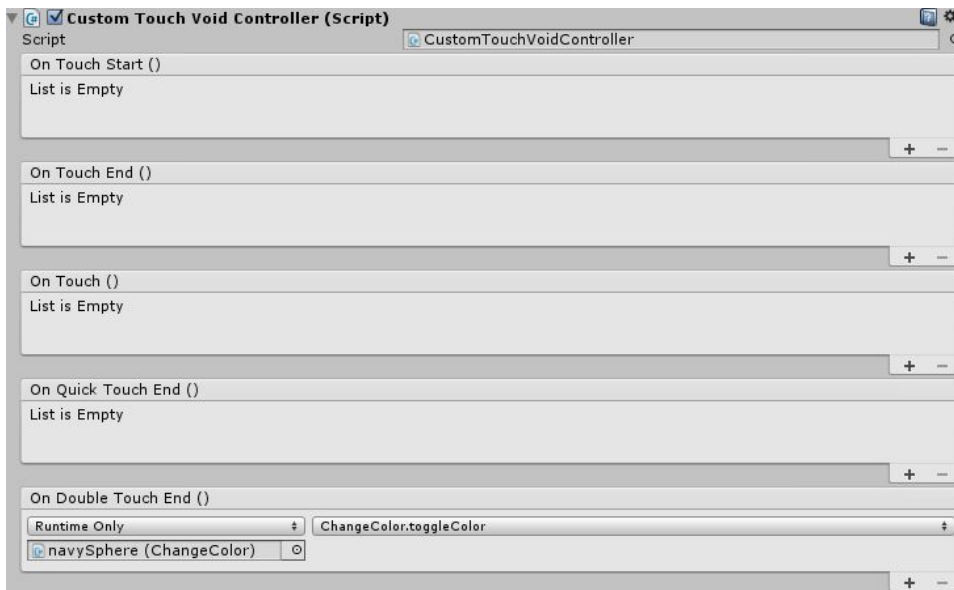 Custom Touch Void Controller (Script)
Script CustomTouchVoidController
On Touch Start ()
List is Empty
+ −
On Touch End ()
List is Empty
+ −
On Touch ()
List is Empty
+ −
On Quick Touch End ()
List is Empty
+ −
On Double Touch End ()
Runtime Only ChangeColor.toggleColor
navySphere (ChangeColor)
+ −